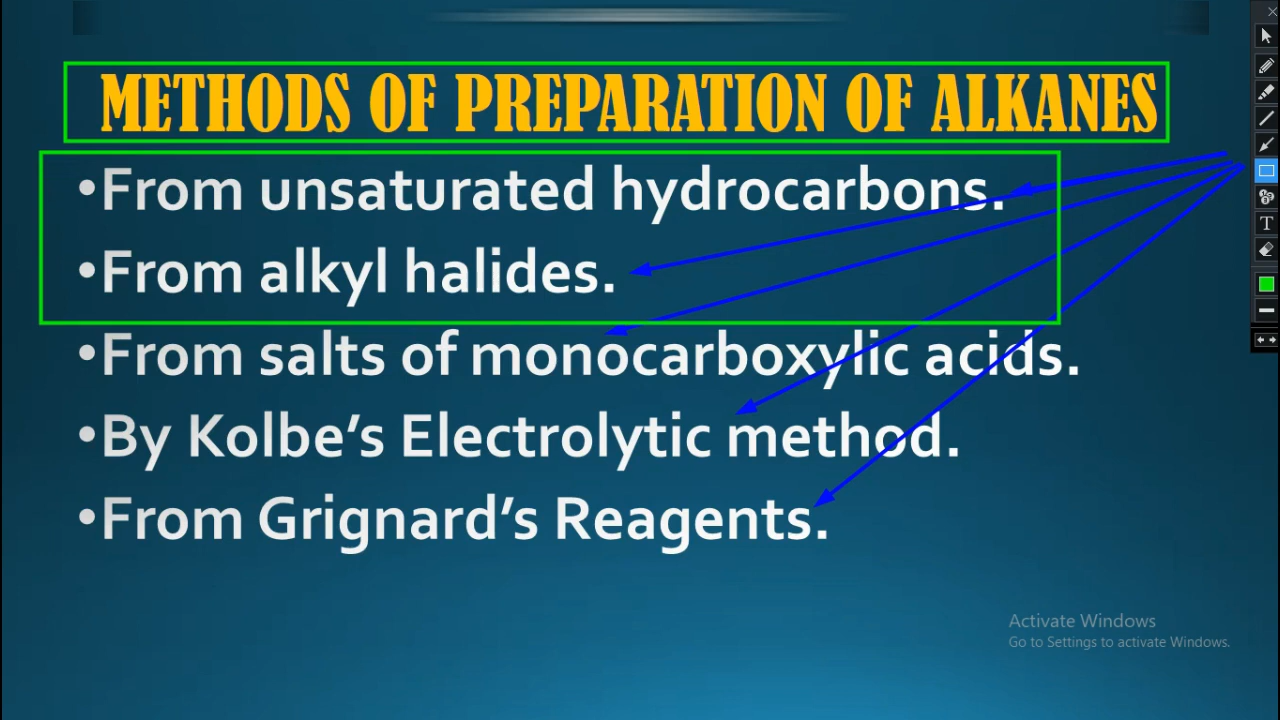 METHODS OF PREPARATION OF ALKANES
•From unsaturated hydrocarbons.
•From alkyl halides.
•From salts of monocarboxylic acids.
•By Kolbe’s Electrolytic method.
•From Grignard’s Reagents.
Activate Windows
Go to Settings to activate Windows.